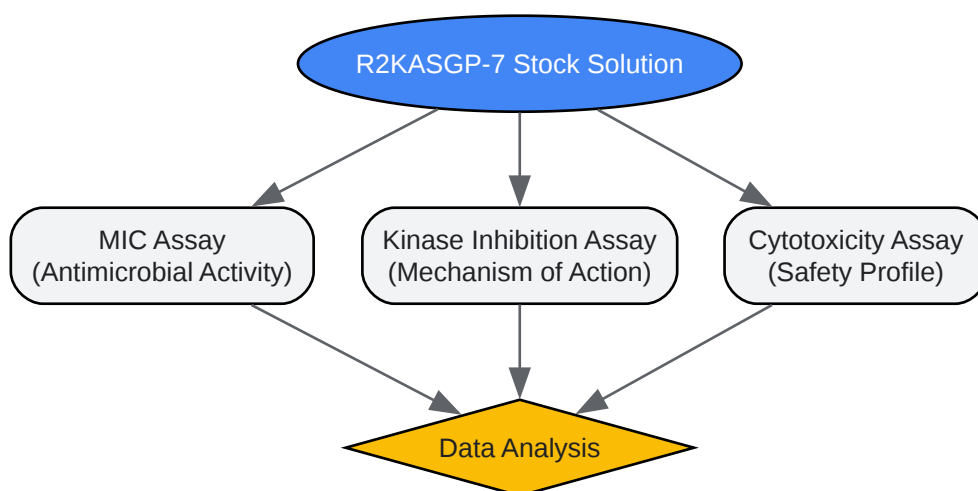 R2KASGP-7 Stock Solution
MIC Assay
(Antimicrobial Activity)
Kinase Inhibition Assay
(Mechanism of Action)
Cytotoxicity Assay
(Safety Profile)
Data Analysis